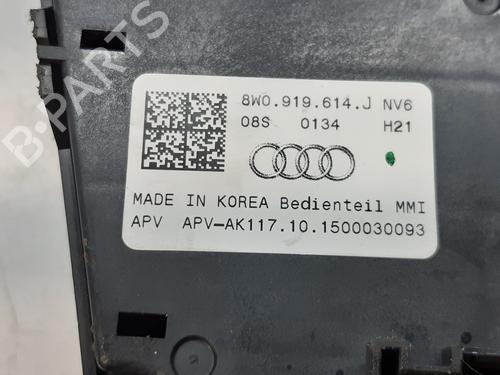 8W0.919.614.J NV6
08S 0134 H21
MADE IN KOREA Bedienteil MMI
APV APV-AK117.10.1500030093
B-PARTS